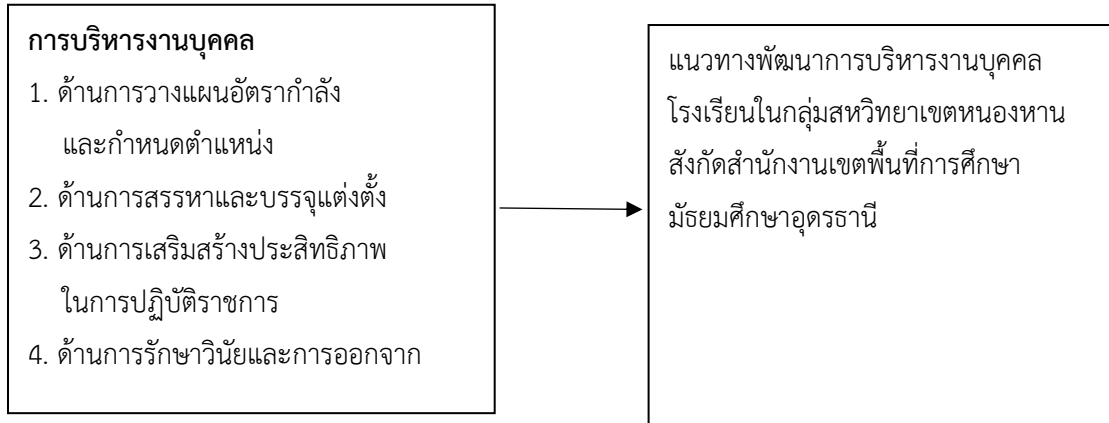 การบริหารงานบุคคล
1. ด้านการวางแผนอัตรากำลัง
และกำหนดตำแหน่ง
2. ด้านการสรรหาและบรรจุแต่งตั้ง
3. ด้านการเสริมสร้างประสิทธิภาพ
ในการปฏิบัติราชการ
4. ด้านการรักษาวินัยและการออกจาก
แนวทางพัฒนาการบริหารงานบุคคล
โรงเรียนในกลุ่มสหวิทยาเขตหนองหาน
สังกัดสำนักงานเขตพื้นที่การศึกษา
มัธยมศึกษาอุดรธานี